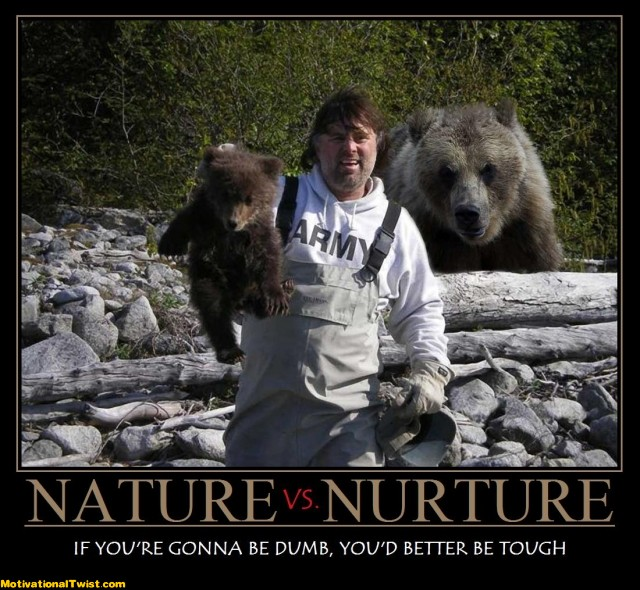 ARMY
NATURE VS. NURTURE
IF YOU'RE GONNA BE DUMB, YOU'D BETTER BE TOUGH
MotivationalTwist.com